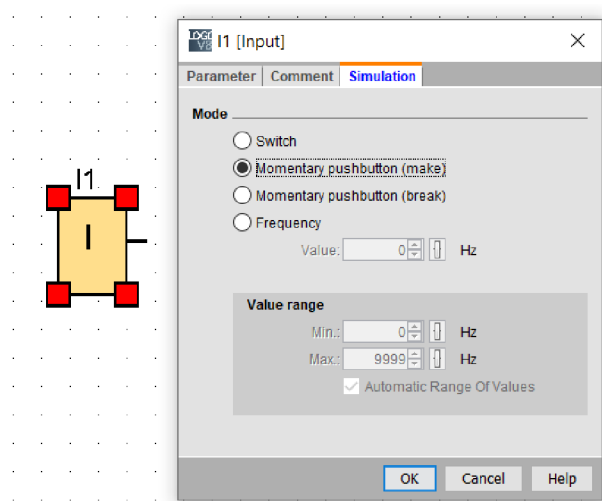 I1 [Input]
Parameter Comment Simulation
Mode
Switch
Momentary pushbutton (make)
Momentary pushbutton (break)
Frequency
Value: 0 Hz
Value range
Min.: 0 Hz
Max.: 9999 Hz
Automatic Range Of Values
OK Cancel Help
I1
I